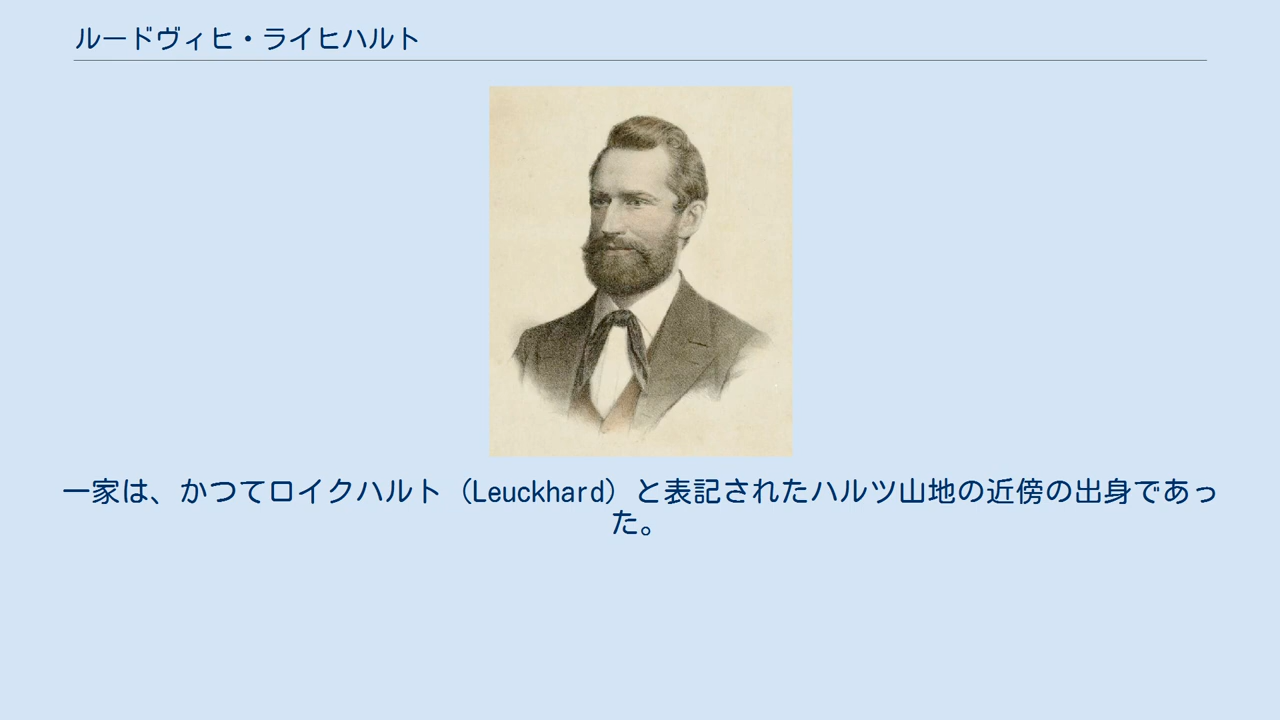 ルードヴィヒ・ライヒハルト
一家は、かつてロイクハルト（Leuckhard）と表記されたハルツ山地の近傍の出身であっ
た。